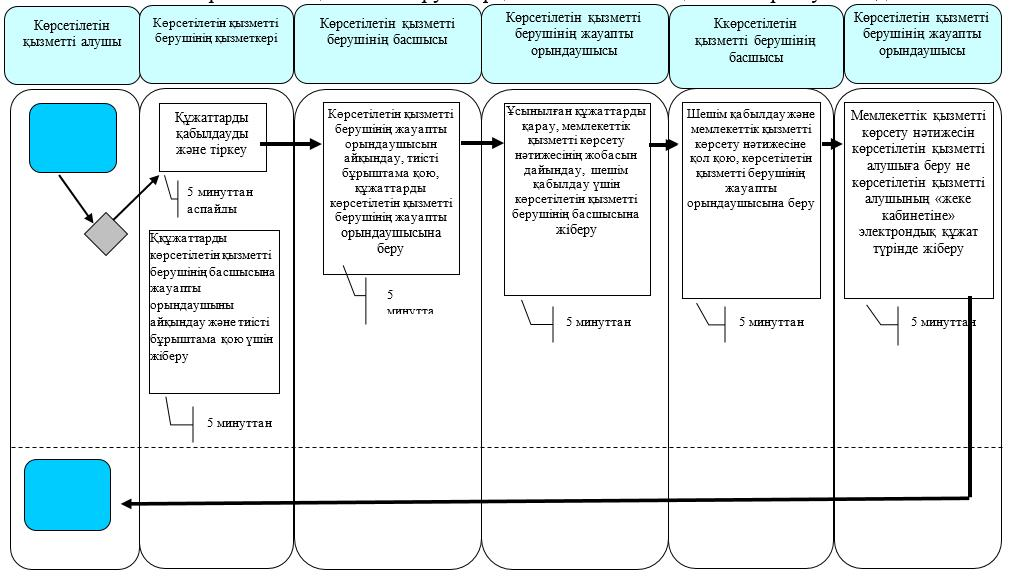 Көрсетілетін
қызметті алушы
Көрсетілетін қызметті
берушінің қызметкері
Көрсетілетін қызметті
берушінің басшысы
Көрсетілетін қызметті
берушінің жауапты
орындаушысы
Ккөрсетілетін
қызметті берушінің
басшысы
Көрсетілетін қызметті
берушінің жауапты
орындаушысы
Құжаттарды
қабылдауды
және тіркеу
5 минуттан
аспайды
Ққұжаттарды
көрсетілетін қызметті
берушінің басшысына
жауапты
орындаушыны
айқындау және тиісті
бұрыштама қою үшін
жіберу
5 минуттан
Көрсетілетін қызметті
берушінің жауапты
орындаушысын
айқындау, тиісті
бұрыштама қою,
құжаттарды
көрсетілетін қызметті
берушінің жауапты
орындаушысына
беру
5
минутта
Ұсынылған құжаттарды
қарау, мемлекеттік
қызметті көрсету
нәтижесінің жобасын
дайындау, шешім
қабылдау үшін
көрсетілетін қызметті
берушінің басшысына
жіберу
5 минуттан
Шешім қабылдау және
мемлекеттік қызметті
көрсету нәтижесіне
қол қою, көрсетілетін
қызметті берушінің
жауапты
орындаушысына беру
5 минуттан
Мемлекеттік қызметті
көрсету нәтижесін
көрсетілетін қызметті
алушыға беру не
көрсетілетін қызметті
алушының «жеке
кабинетіне»
электрондық құжат
түрінде жіберу
5 минуттан